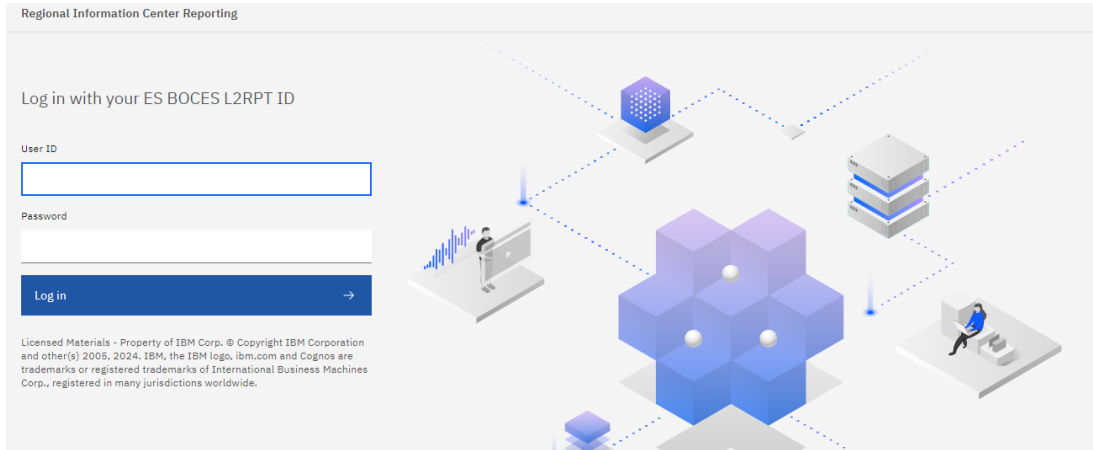 Regional Information Center Reporting
Log in with your ES BOCES L2RPT ID
User ID
Password
Log in
Licensed Materials - Property of IBM Corp. © Copyright IBM Corporation
and other(s) 2005, 2024. IBM, the IBM logo, ibm.com and Cognos are
trademarks or registered trademarks of International Business Machines
Corp., registered in many jurisdictions worldwide.